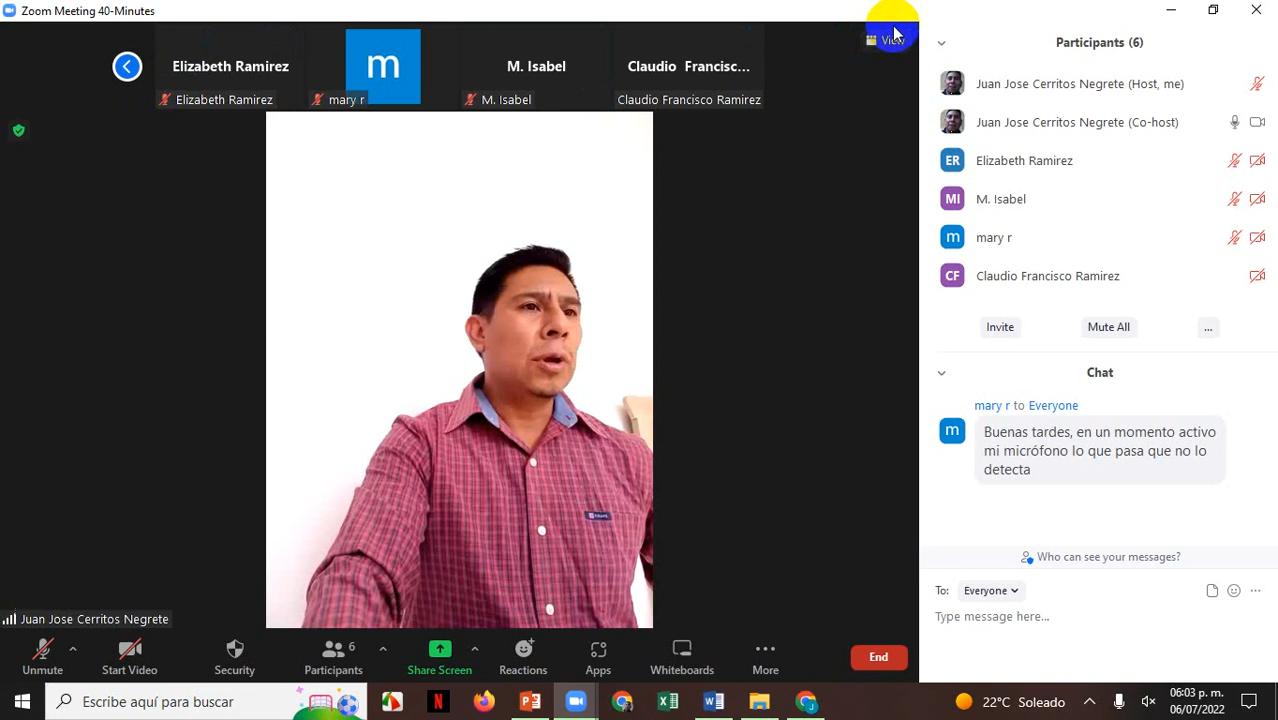 Zoom Meeting 40-Minutes
View
Elizabeth Ramirez
m
M. Isabel
Claudio Francisc...
Elizabeth Ramirez
mary r
M. Isabel
Claudio Francisco Ramirez
Juan Jose Cerritos Negrete
Unmute
Start Video
Security
6
Participants
Share Screen
Reactions
Apps
Whiteboards
More
End
Participants (6)
Juan Jose Cerritos Negrete (Host, me)
Juan Jose Cerritos Negrete (Co-host)
ER Elizabeth Ramirez
MI M. Isabel
m mary r
CF Claudio Francisco Ramirez
Invite Mute All ...
Chat
mary r to Everyone
m
Buenas tardes, en un momento activo
mi micrófono lo que pasa que no lo
detecta
Who can see your messages?
To: Everyone
Type message here...
Escribe aquí para buscar
22°C Soleado
06:03 p. m.
06/07/2022